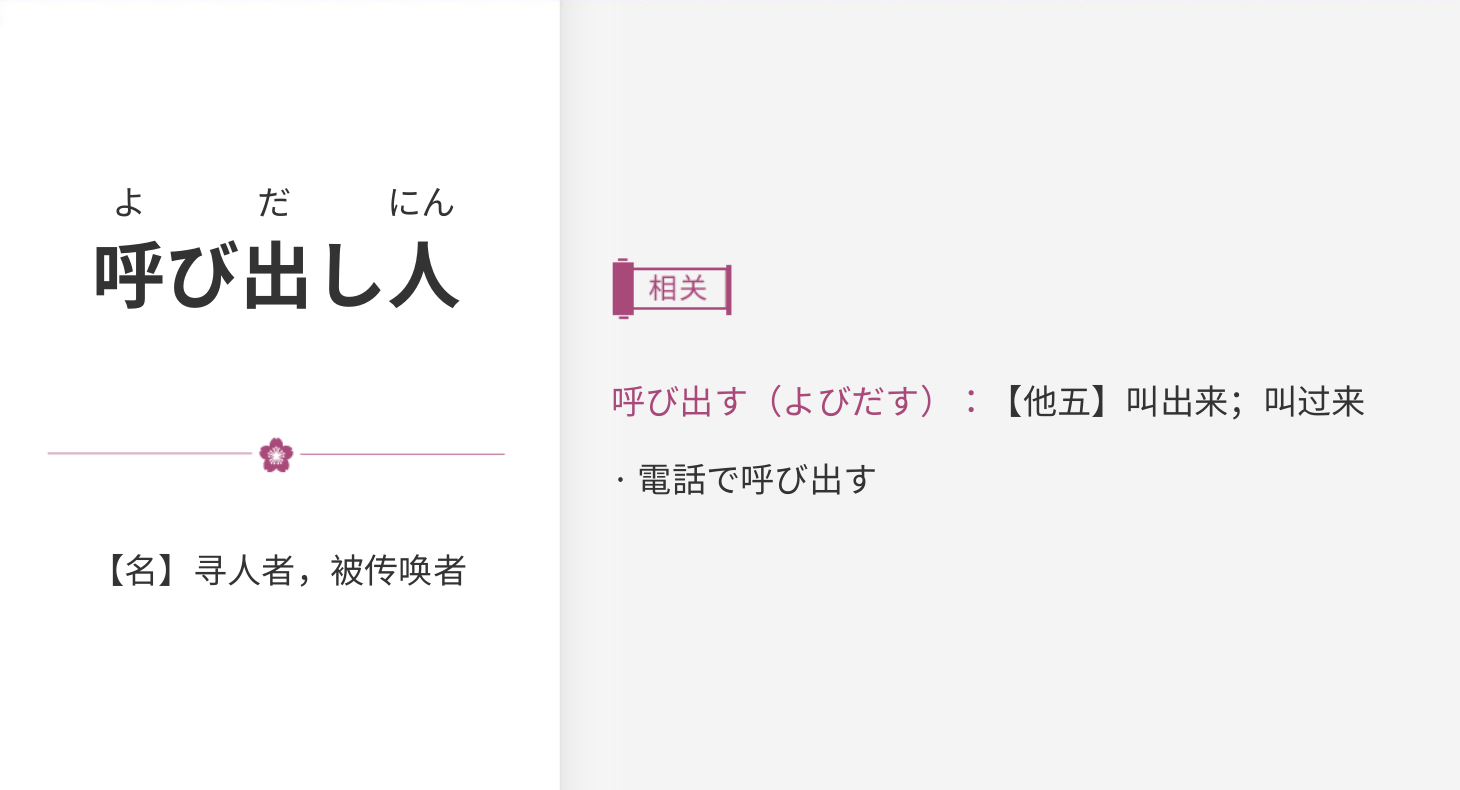 よ だ にん
呼び出し人
【名】寻人者，被传唤者
相关
呼び出す（よびだす）：【他五】叫出来；叫过来
· 電話で呼び出す